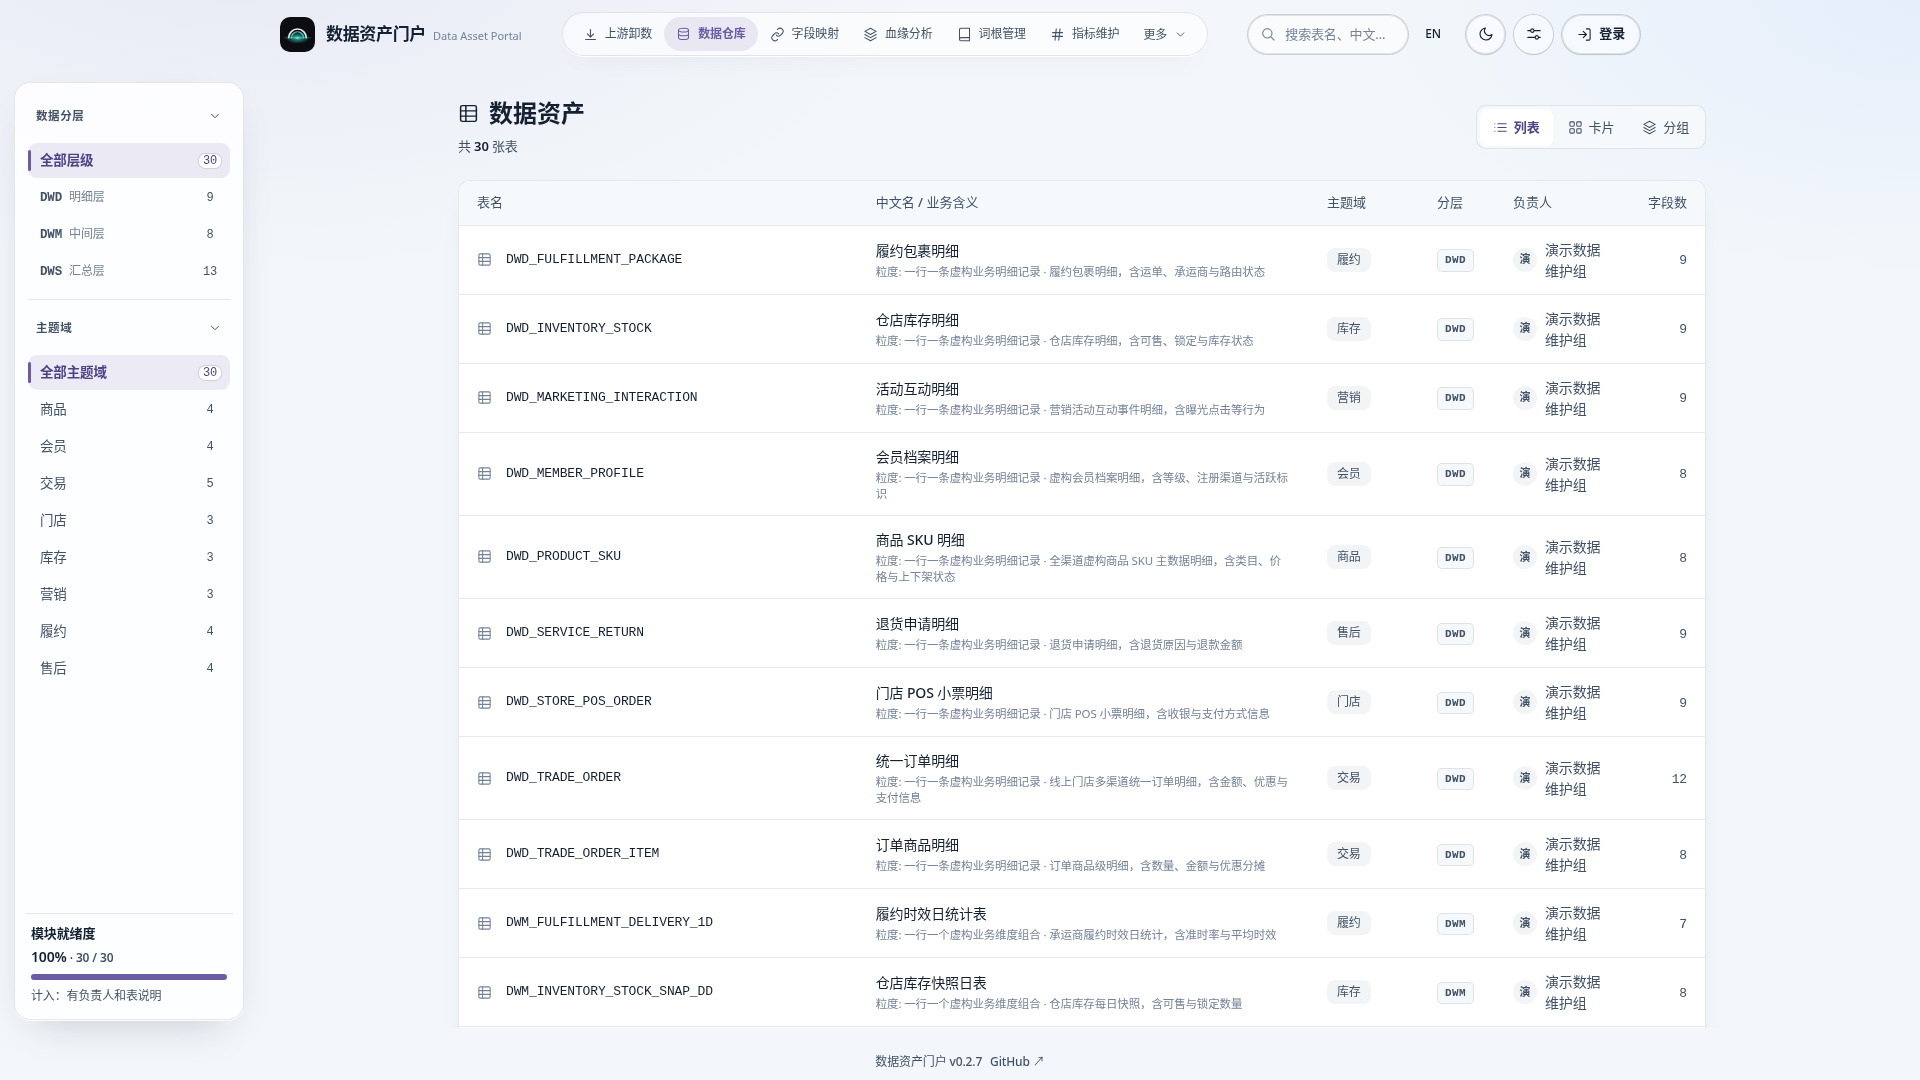 数据资产门户 Data Asset Portal
上游卸数
数据仓库
字段映射
血缘分析
词根管理
指标维护
更多
搜索表名、中文...
EN
登录
数据分层
全部层级 30
DWD 明细层 9
DWM 中间层 8
DWS 汇总层 13
主题域
全部主题域 30
商品 4
会员 4
交易 5
门店 3
库存 3
营销 3
履约 4
售后 4
模块就绪度
100% · 30 / 30
计入：有负责人和表说明
数据资产
共 30 张表
列表
卡片
分组
表名 中文名 / 业务含义 主题域 分层 负责人 字段数
DWD_FULFILLMENT_PACKAGE
履约包裹明细
粒度: 一行一条虚构业务明细记录 · 履约包裹明细，含运单、承运商与路由状态
履约 DWD 演 演示数据
维护组
9
DWD_INVENTORY_STOCK
仓店库存明细
粒度: 一行一条虚构业务明细记录 · 仓店库存明细，含可售、锁定与库存状态
库存 DWD 演 演示数据
维护组
9
DWD_MARKETING_INTERACTION
活动互动明细
粒度: 一行一条虚构业务明细记录 · 营销活动互动事件明细，含曝光点击等行为
营销 DWD 演 演示数据
维护组
9
DWD_MEMBER_PROFILE
会员档案明细
粒度: 一行一条虚构业务明细记录 · 虚构会员档案明细，含等级、注册渠道与活跃标
识
会员 DWD 演 演示数据
维护组
8
DWD_PRODUCT_SKU
商品 SKU 明细
粒度: 一行一条虚构业务明细记录 · 全渠道虚构商品 SKU 主数据明细，含类目、价
格与上下架状态
商品 DWD 演 演示数据
维护组
8
DWD_SERVICE_RETURN
退货申请明细
粒度: 一行一条虚构业务明细记录 · 退货申请明细，含退货原因与退款金额
售后 DWD 演 演示数据
维护组
9
DWD_STORE_POS_ORDER
门店 POS 小票明细
粒度: 一行一条虚构业务明细记录 · 门店 POS 小票明细，含收银与支付方式信息
门店 DWD 演 演示数据
维护组
9
DWD_TRADE_ORDER
统一订单明细
粒度: 一行一条虚构业务明细记录 · 线上门店多渠道统一订单明细，含金额、优惠与
支付信息
交易 DWD 演 演示数据
维护组
12
DWD_TRADE_ORDER_ITEM
订单商品明细
粒度: 一行一条虚构业务明细记录 · 订单商品级明细，含数量、金额与优惠分摊
交易 DWD 演 演示数据
维护组
8
DWM_FULFILLMENT_DELIVERY_1D
履约时效日统计表
粒度: 一行一个虚构业务维度组合 · 承运商履约时效日统计，含准时率与平均时效
履约 DWM 演 演示数据
维护组
7
DWM_INVENTORY_STOCK_SNAP_DD
仓店库存快照日表
粒度: 一行一个虚构业务维度组合 · 仓店库存每日快照，含可售与锁定数量
库存 DWM 演 演示数据
维护组
8
数据资产门户 v0.2.7 GitHub ↗